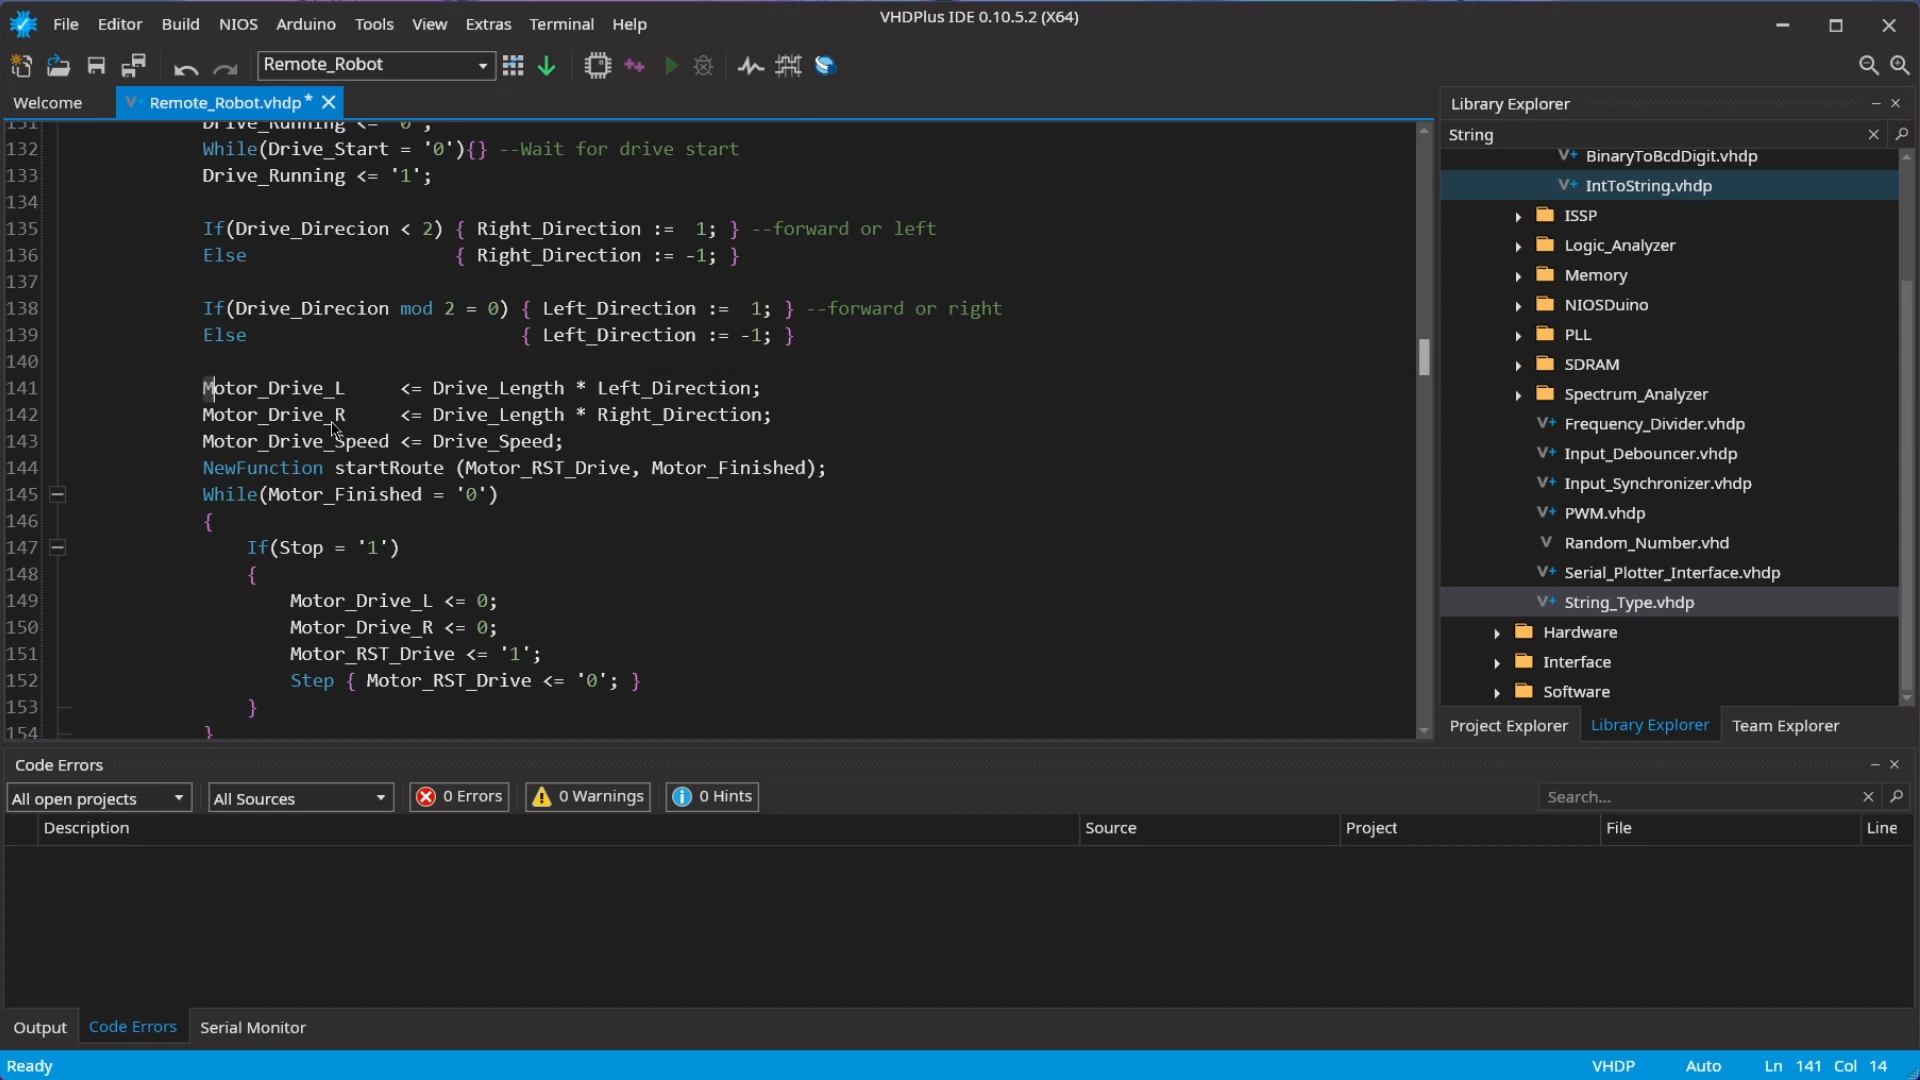 File Editor Build NIOS Arduino Tools View Extras Terminal Help
VHDPlus IDE 0.10.5.2 (X64)
Remote_Robot
Welcome
Remote_Robot.vhdp*
Library Explorer
String
131 Drive_Running <= '0';
132 While(Drive_Start = '0'){} --Wait for drive start
133 Drive_Running <= '1';
134
135 If(Drive_Direcion < 2) { Right_Direction :=  1; } --forward or left
136 Else { Right_Direction := -1; }
137
138 If(Drive_Direcion mod 2 = 0) { Left_Direction :=  1; } --forward or right
139 Else { Left_Direction := -1; }
140
141 Motor_Drive_L <= Drive_Length * Left_Direction;
142 Motor_Drive_R <= Drive_Length * Right_Direction;
143 Motor_Drive_Speed <= Drive_Speed;
144 NewFunction startRoute (Motor_RST_Drive, Motor_Finished);
145 While(Motor_Finished = '0')
146 {
147 If(Stop = '1')
148 {
149 Motor_Drive_L <= 0;
150 Motor_Drive_R <= 0;
151 Motor_RST_Drive <= '1';
152 Step { Motor_RST_Drive <= '0'; }
153 }
154 }
BinaryToBcdDigit.vhdp
IntToString.vhdp
ISSP
Logic_Analyzer
Memory
NIOSDuino
PLL
SDRAM
Spectrum_Analyzer
Frequency_Divider.vhdp
Input_Debouncer.vhdp
Input_Synchronizer.vhdp
PWM.vhdp
Random_Number.vhd
Serial_Plotter_Interface.vhdp
String_Type.vhdp
Hardware
Interface
Software
Project Explorer Library Explorer Team Explorer
Code Errors
All open projects All Sources 0 Errors 0 Warnings 0 Hints Search...
Description Source Project File Line
Output Code Errors Serial Monitor
Ready VHDP Auto Ln 141 Col 14